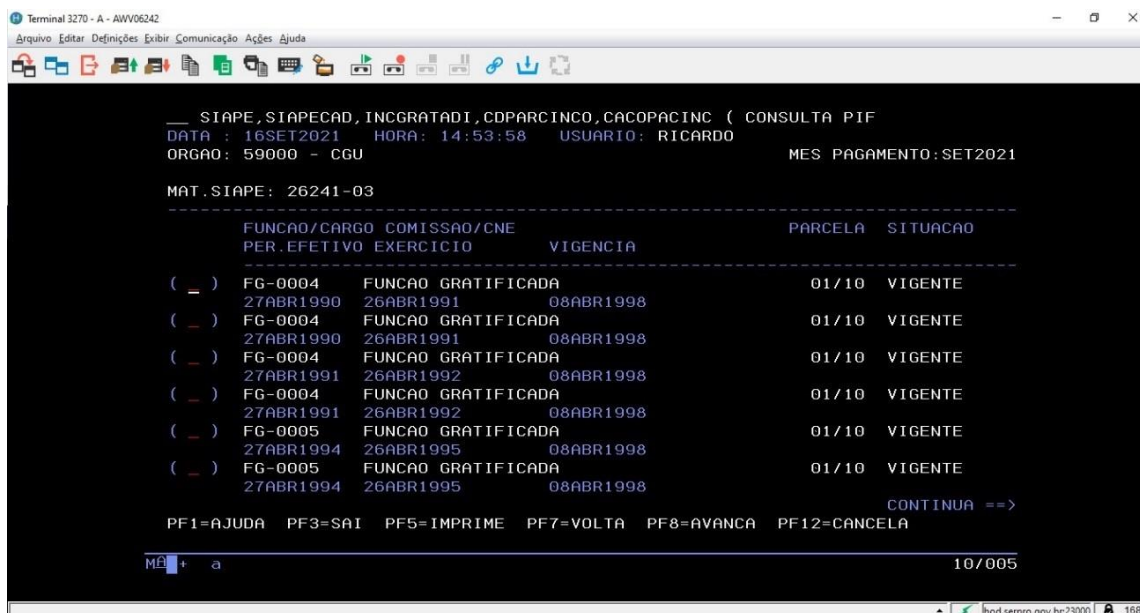 Terminal 3270 - A - AWV06242
Arquivo Editar Definições Exibir Comunicação Ações Ajuda
__ SIAPE,SIAPECAD,INCGRATADI,CDPARCINCO,CACOPACINC ( CONSULTA PIF
DATA : 16SET2021 HORA: 14:53:58 USUARIO: RICARDO
ORGAO: 59000 - CGU MES PAGAMENTO:SET2021
MAT.SIAPE: 26241-03
FUNCAO/CARGO COMISSAO/CNE PARCELA SITUACAO
PER.EFETIVO EXERCICIO VIGENCIA
( _ ) FG-0004 FUNCAO GRATIFICADA 01/10 VIGENTE
27ABR1990 26ABR1991 08ABR1998
( _ ) FG-0004 FUNCAO GRATIFICADA 01/10 VIGENTE
27ABR1990 26ABR1991 08ABR1998
( _ ) FG-0004 FUNCAO GRATIFICADA 01/10 VIGENTE
27ABR1991 26ABR1992 08ABR1998
( _ ) FG-0004 FUNCAO GRATIFICADA 01/10 VIGENTE
27ABR1991 26ABR1992 08ABR1998
( _ ) FG-0005 FUNCAO GRATIFICADA 01/10 VIGENTE
27ABR1994 26ABR1995 08ABR1998
( _ ) FG-0005 FUNCAO GRATIFICADA 01/10 VIGENTE
27ABR1994 26ABR1995 08ABR1998
CONTINUA ==>
PF1=AJUDA PF3=SAI PF5=IMPRIME PF7=VOLTA PF8=AVANCA PF12=CANCELA
MA + a 10/005
hod.serpro.gov.br:23000 168